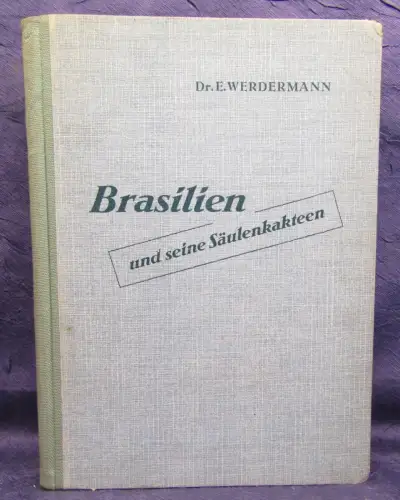 Dr. E. WERDERMANN
Brasilien
und seine Säulenkakteen